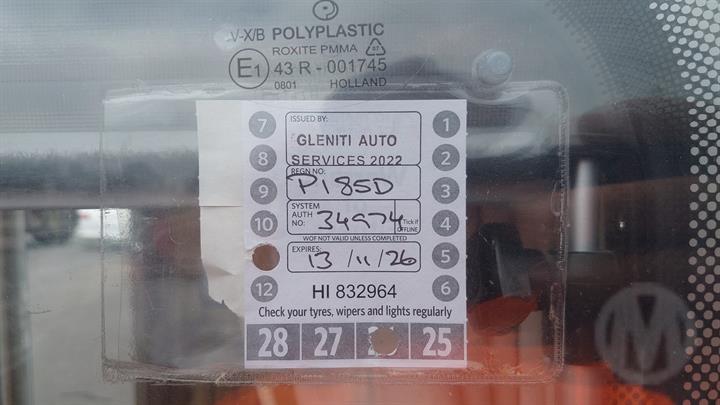 V-X/B POLYPLASTIC
ROXITE PMMA 07
E1 43 R - 001745
0801 HOLLAND
7 ISSUED BY: 1
GLENITI AUTO
8 SERVICES 2022 2
REGN NO:
9 P185D 3
SYSTEM
AUTH
NO: 34974 Tick if
OFFLINE
10 4
WOF NOT VALID UNLESS COMPLETED
EXPIRES: 5
13/11/26
12 HI 832964 6
Check your tyres, wipers and lights regularly
28 27 25
M